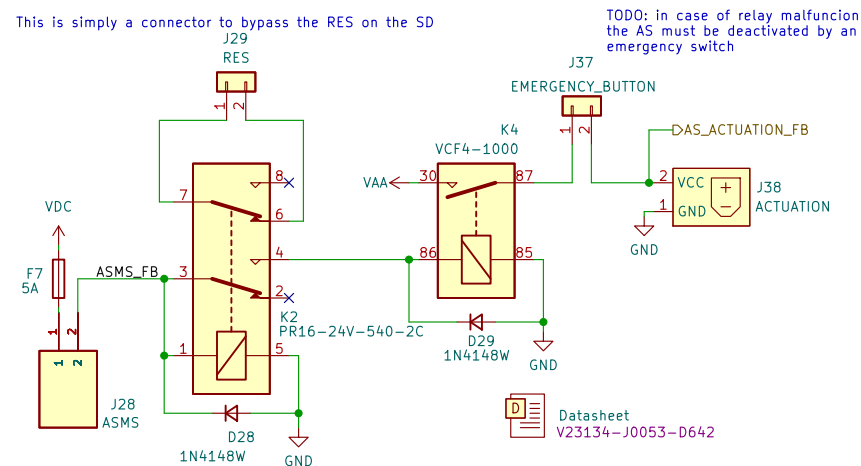 This is simply a connector to bypass the RES on the SD
TODO: in case of relay malfuncion
the AS must be deactivated by an
emergency switch
J29
RES
1
2
J37
EMERGENCY_BUTTON
1
2
K4
VCF4-1000
AS_ACTUATION_FB
7
8
6
VAA
30
87
2
VCC
1
GND
J38
ACTUATION
GND
VDC
F7
5A
ASMS_FB
3
4
2
86
85
K2
PR16-24V-540-2C
1
5
D29
1N4148W
GND
1
2
1
2
J28
ASMS
D28
1N4148W
GND
D
Datasheet
V23134-J0053-D642